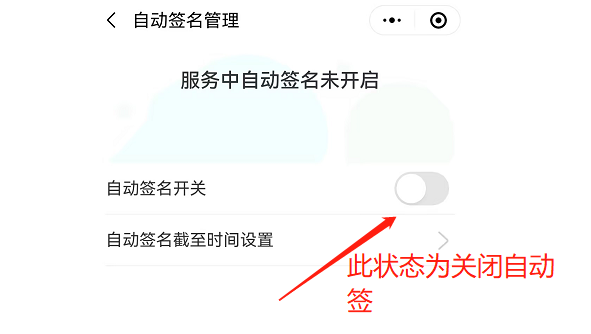 自动签名管理
服务中自动签名未开启
自动签名开关
自动签名截至时间设置
此状态为关闭自动
签